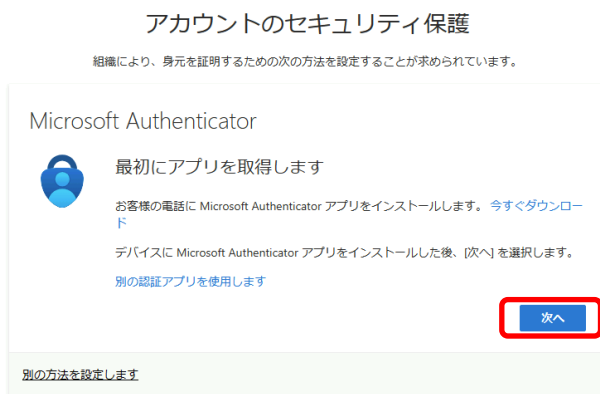 アカウントのセキュリティ保護
組織により、身元を証明するための次の方法を設定することが求められています。
Microsoft Authenticator
最初にアプリを取得します
お客様の電話に Microsoft Authenticator アプリをインストールします。 今すぐダウンロー
ド
デバイスに Microsoft Authenticator アプリをインストールした後、[次へ] を選択します。
別の認証アプリを使用します
次へ
別の方法を設定します